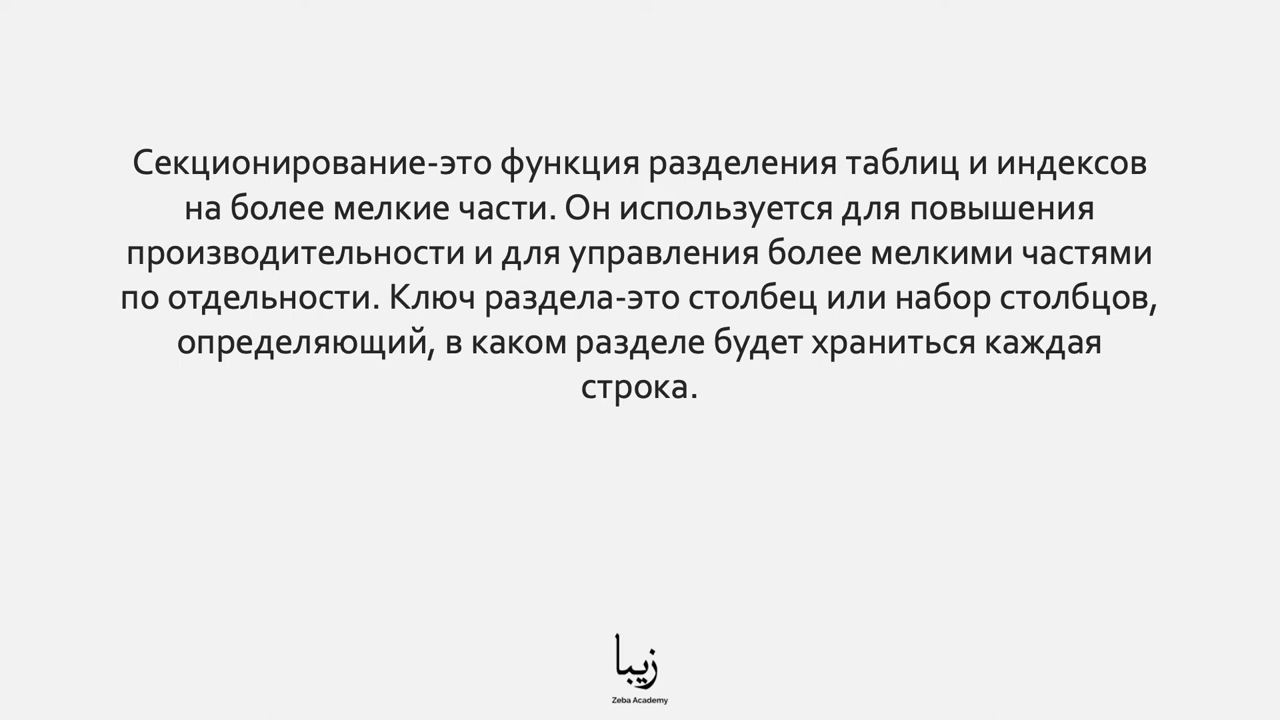 Секционирование-это функция разделения таблиц и индексов
на более мелкие части. Он используется для повышения
производительности и для управления более мелкими частями
по отдельности. Ключ раздела-это столбец или набор столбцов,
определяющий, в каком разделе будет храниться каждая
строка.
زيبا
Zeba Academy